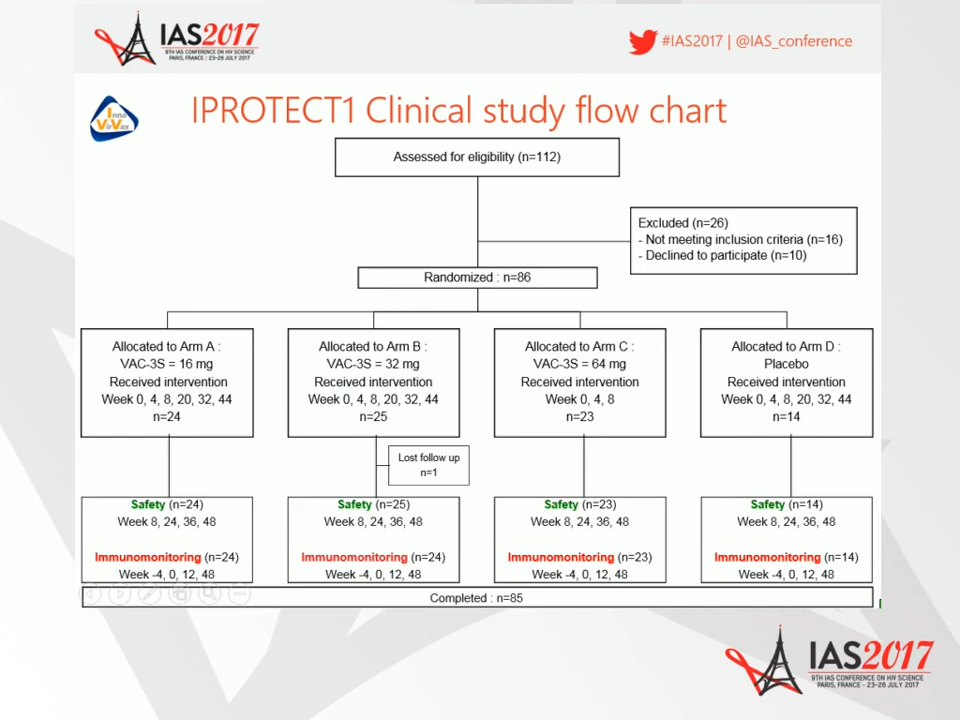 IAS2017
9TH IAS CONFERENCE ON HIV SCIENCE
PARIS, FRANCE | 23-26 JULY 2017
#IAS2017 | @IAS_conference
Inna
VirVax
IPROTECT1 Clinical study flow chart
Assessed for eligibility (n=112)
Excluded (n=26)
- Not meeting inclusion criteria (n=16)
- Declined to participate (n=10)
Randomized : n=86
Allocated to Arm A :
VAC-3S = 16 mg
Received intervention
Week 0, 4, 8, 20, 32, 44
n=24
Allocated to Arm B :
VAC-3S = 32 mg
Received intervention
Week 0, 4, 8, 20, 32, 44
n=25
Allocated to Arm C :
VAC-3S = 64 mg
Received intervention
Week 0, 4, 8
n=23
Allocated to Arm D :
Placebo
Received intervention
Week 0, 4, 8, 20, 32, 44
n=14
Lost follow up
n=1
Safety (n=24)
Week 8, 24, 36, 48
Immunomonitoring (n=24)
Week -4, 0, 12, 48
Safety (n=25)
Week 8, 24, 36, 48
Immunomonitoring (n=24)
Week -4, 0, 12, 48
Safety (n=23)
Week 8, 24, 36, 48
Immunomonitoring (n=23)
Week -4, 0, 12, 48
Safety (n=14)
Week 8, 24, 36, 48
Immunomonitoring (n=14)
Week -4, 0, 12, 48
Completed : n=85
IAS2017
9TH IAS CONFERENCE ON HIV SCIENCE
PARIS, FRANCE - 23-26 JULY 2017